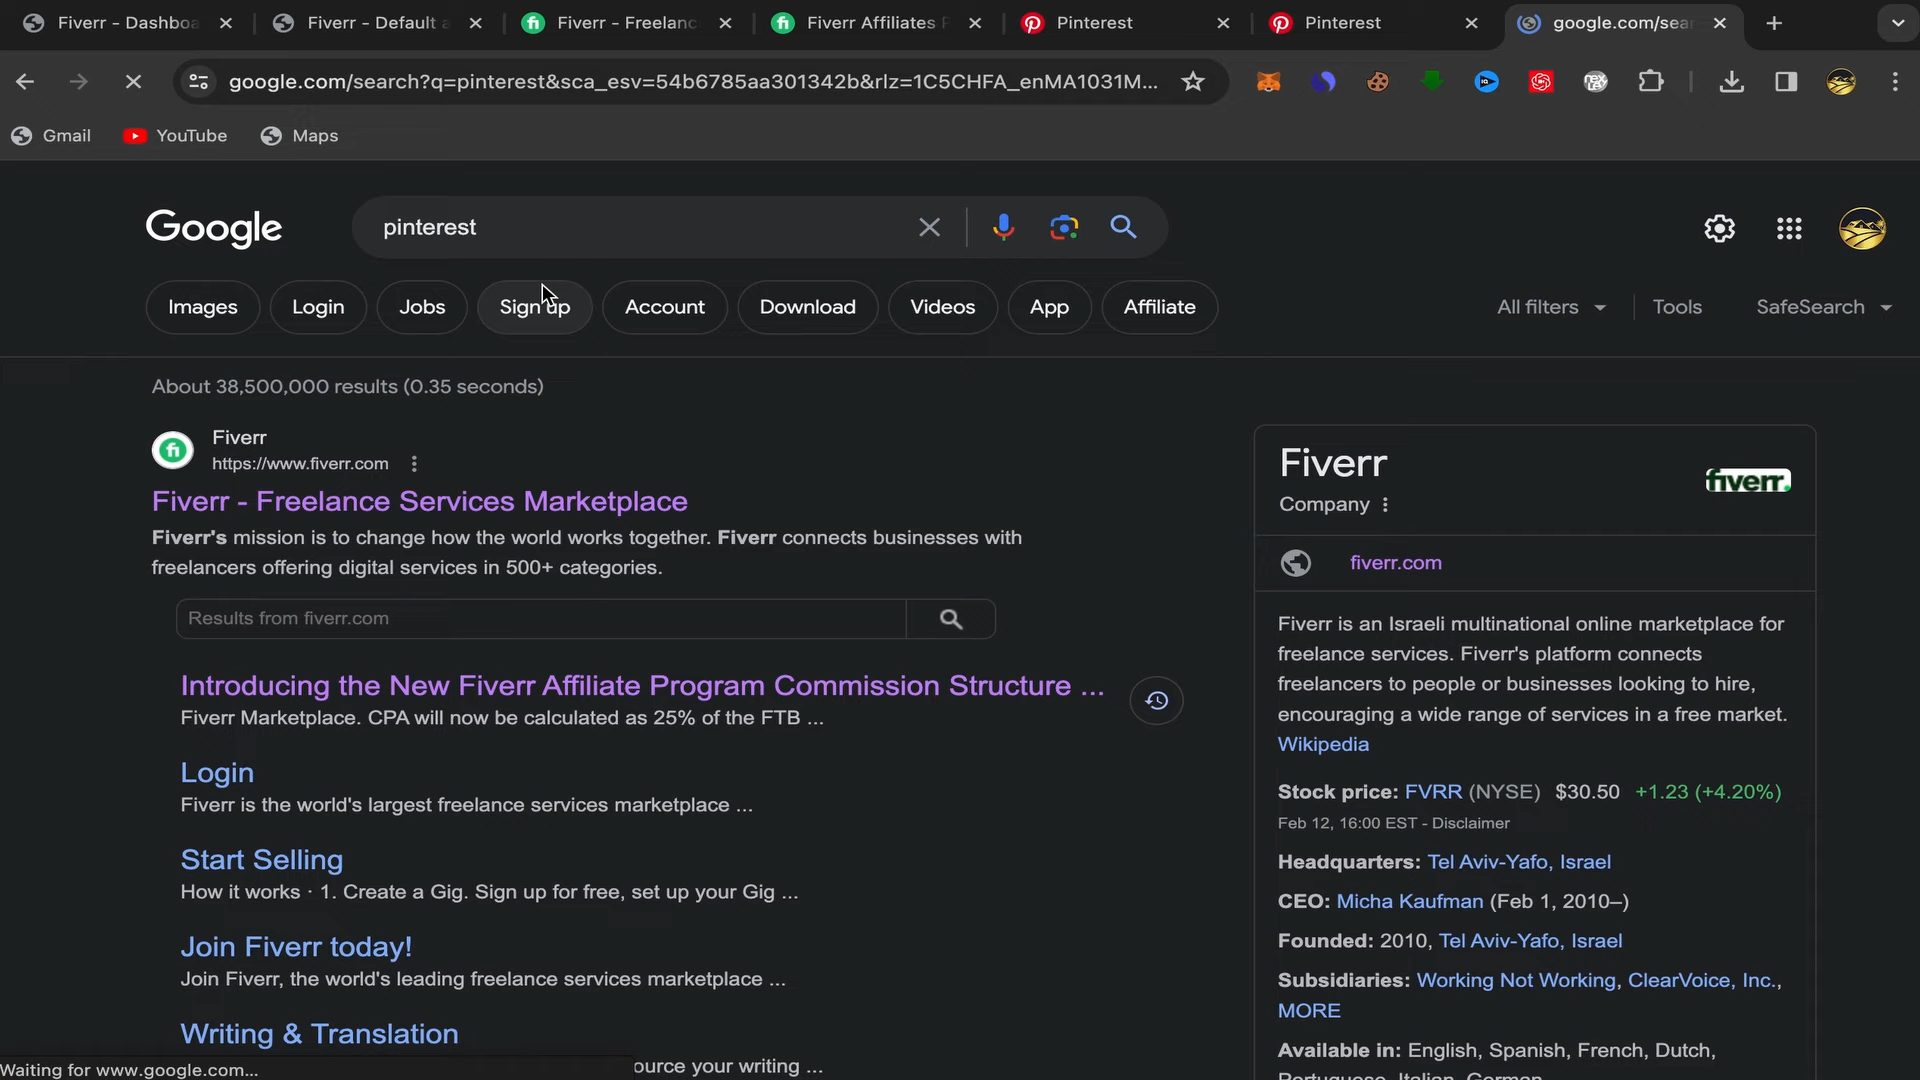 Fiverr - Dashbo
Fiverr - Default a
Fiverr - Freelanc
Fiverr Affiliates P
Pinterest
Pinterest
google.com/sear
google.com/search?q=pinterest&sca_esv=54b6785aa301342b&rlz=1C5CHFA_enMA1031M...
Gmail
YouTube
Maps
Google
pinterest
Images
Login
Jobs
Sign up
Account
Download
Videos
App
Affiliate
All filters
Tools
SafeSearch
About 38,500,000 results (0.35 seconds)
Fiverr
https://www.fiverr.com
Fiverr - Freelance Services Marketplace
Fiverr's mission is to change how the world works together. Fiverr connects businesses with
freelancers offering digital services in 500+ categories.
Results from fiverr.com
Introducing the New Fiverr Affiliate Program Commission Structure ...
Fiverr Marketplace. CPA will now be calculated as 25% of the FTB ...
Login
Fiverr is the world's largest freelance services marketplace ...
Start Selling
How it works · 1. Create a Gig. Sign up for free, set up your Gig ...
Join Fiverr today!
Join Fiverr, the world's leading freelance services marketplace ...
Writing & Translation
ource your writing ...
Waiting for www.google.com...
Fiverr
Company
fiverr.
fiverr.com
Fiverr is an Israeli multinational online marketplace for
freelance services. Fiverr's platform connects
freelancers to people or businesses looking to hire,
encouraging a wide range of services in a free market.
Wikipedia
Stock price: FVRR (NYSE) $30.50 +1.23 (+4.20%)
Feb 12, 16:00 EST - Disclaimer
Headquarters: Tel Aviv-Yafo, Israel
CEO: Micha Kaufman (Feb 1, 2010–)
Founded: 2010, Tel Aviv-Yafo, Israel
Subsidiaries: Working Not Working, ClearVoice, Inc.,
MORE
Available in: English, Spanish, French, Dutch,
Portuguese, Italian, German